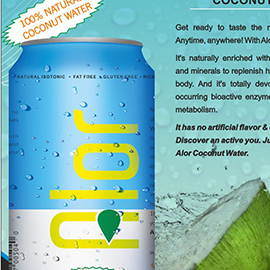 COCONUT
100% NATURAL
COCONUT WATER
Get ready to taste the
Anytime, anywhere! With Alo
It's naturally enriched with
and minerals to replenish
body. And it's totally
occurring bioactive enzyme
metabolism.
It has no artificial flavor &
Discover an active you.
Alor Coconut Water.
NATURAL ISOTONIC • FAT FREE • GLUTEN FREE •
alor